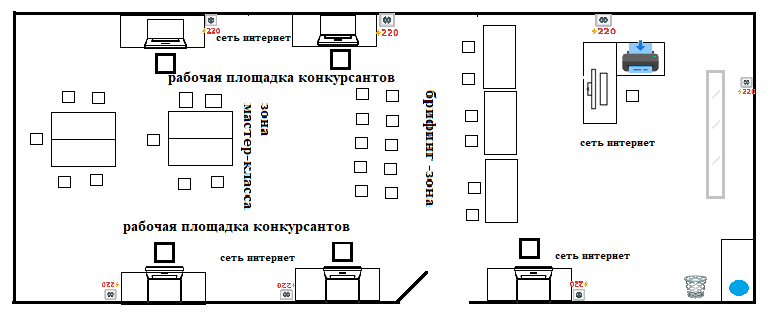 220
сеть интернет
220
220
рабочая площадка конкурсантов
220
зона
мастер-класса
брифинг -зона
сеть интернет
рабочая площадка конкурсантов
сеть интернет
сеть интернет
220
220
220